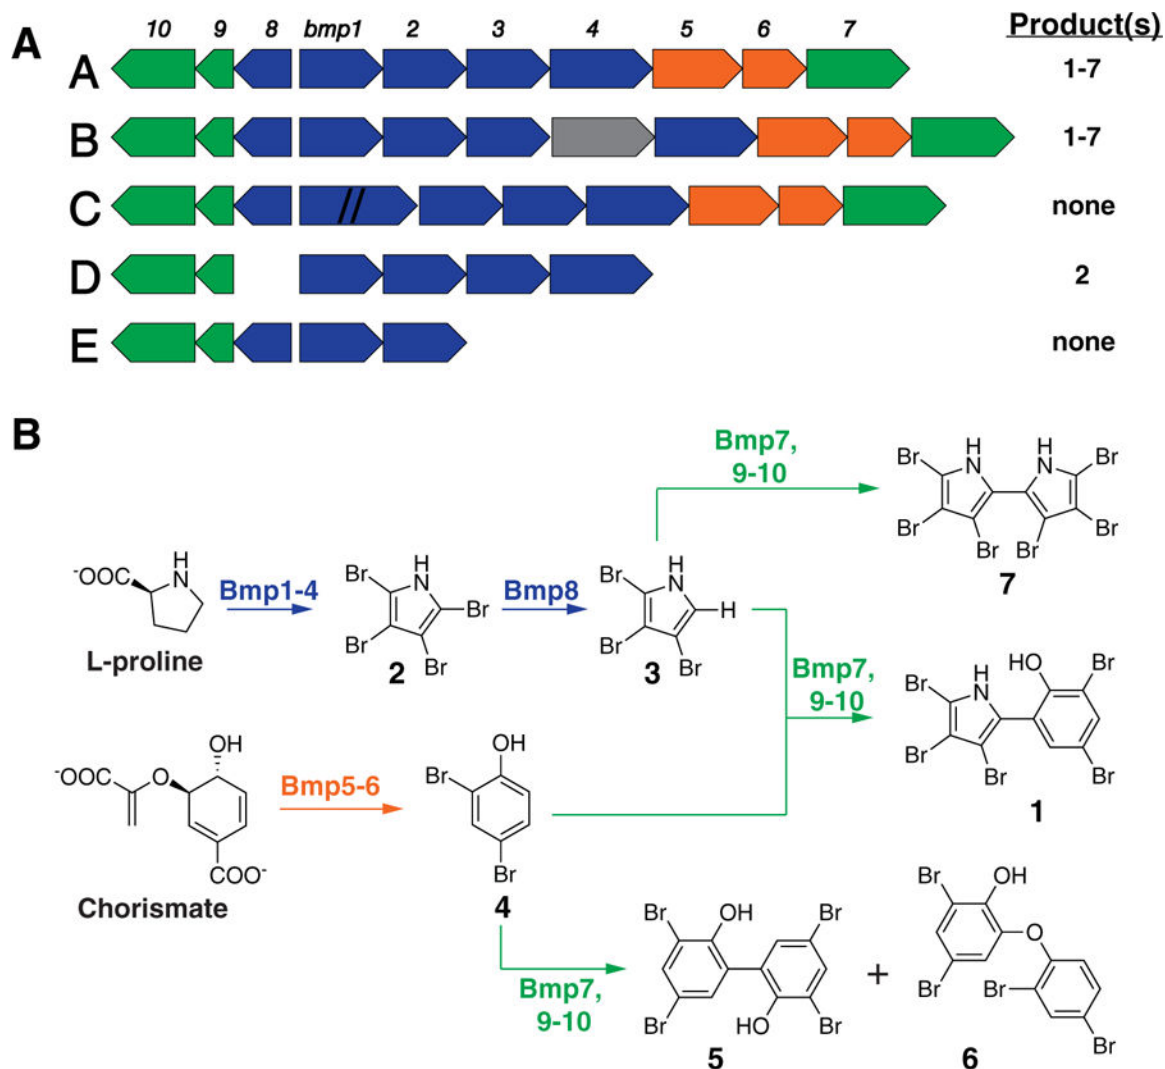 A
10 9 8 bmp1 2 3 4 5 6 7 Product(s)
A 1-7
B 1-7
C // none
D 2
E none
B
Bmp7,
9-10
H N H N
Br Br
Br Br
Br Br
7
-OOC H N
Bmp1-4
L-proline
H N
Br Br
Br Br
2
Bmp8
H N
Br H
Br Br
3
Bmp7,
9-10
HO Br
Br H N
Br Br Br
1
OH
-OOC O
COO-
Chorismate
Bmp5-6
OH
Br
Br
4
Bmp7,
9-10
Br OH Br
Br HO Br
5
+
Br OH
O
Br Br
Br
6